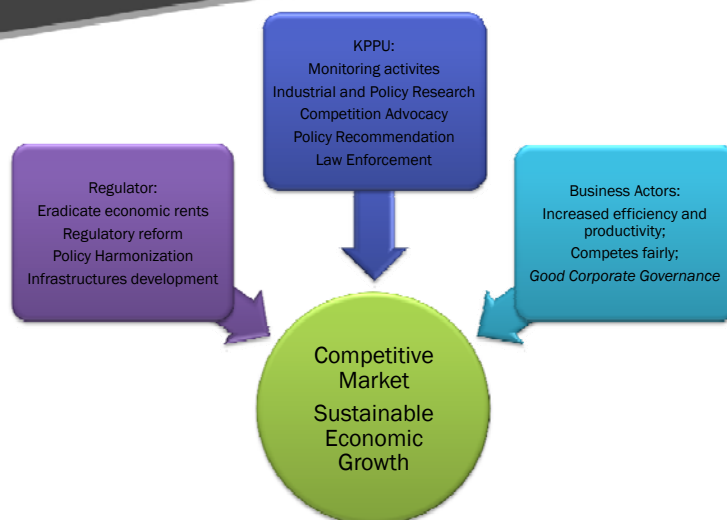 KPPU:
Monitoring activites
Industrial and Policy Research
Competition Advocacy
Policy Recommendation
Law Enforcement
Regulator:
Eradicate economic rents
Regulatory reform
Policy Harmonization
Infrastructures development
Business Actors:
Increased efficiency and
productivity;
Competes fairly;
Good Corporate Governance
Competitive
Market
Sustainable
Economic
Growth